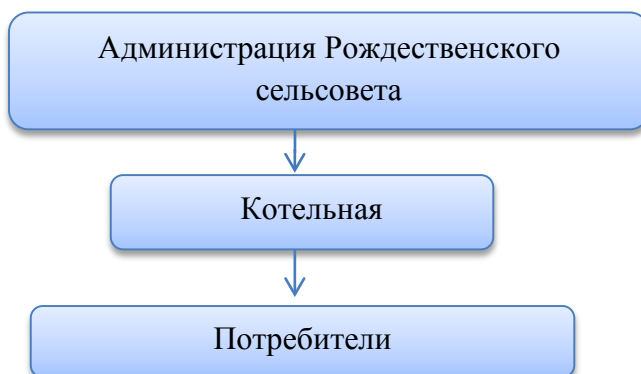 Администрация Рождественского
сельсовета
Котельная
Потребители